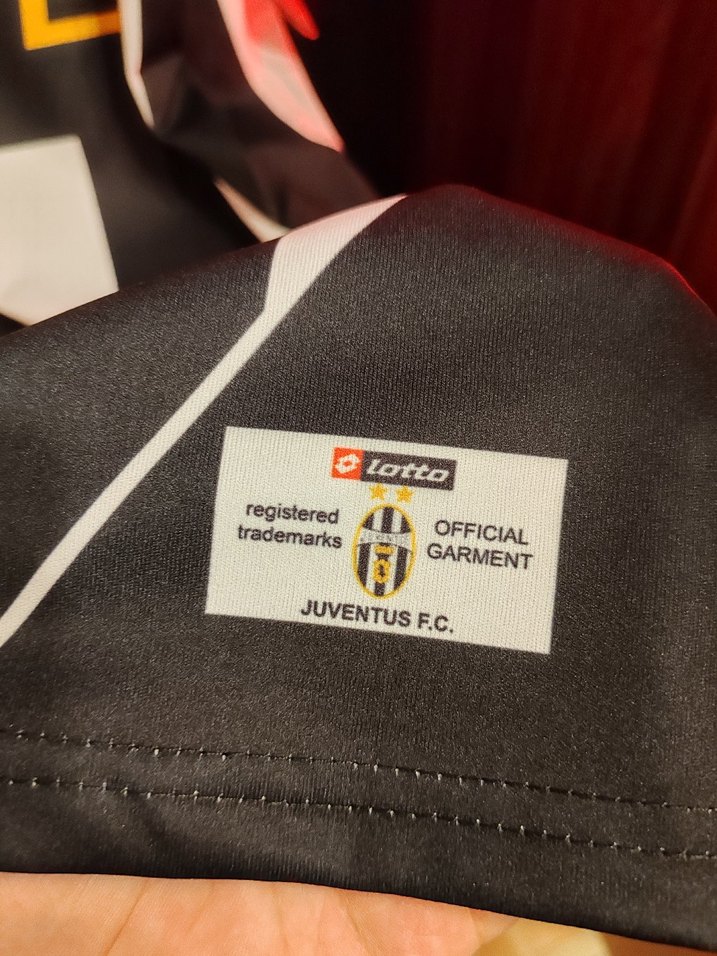 lotto
registered
trademarks
OFFICIAL
GARMENT
JUVENTUS F.C.